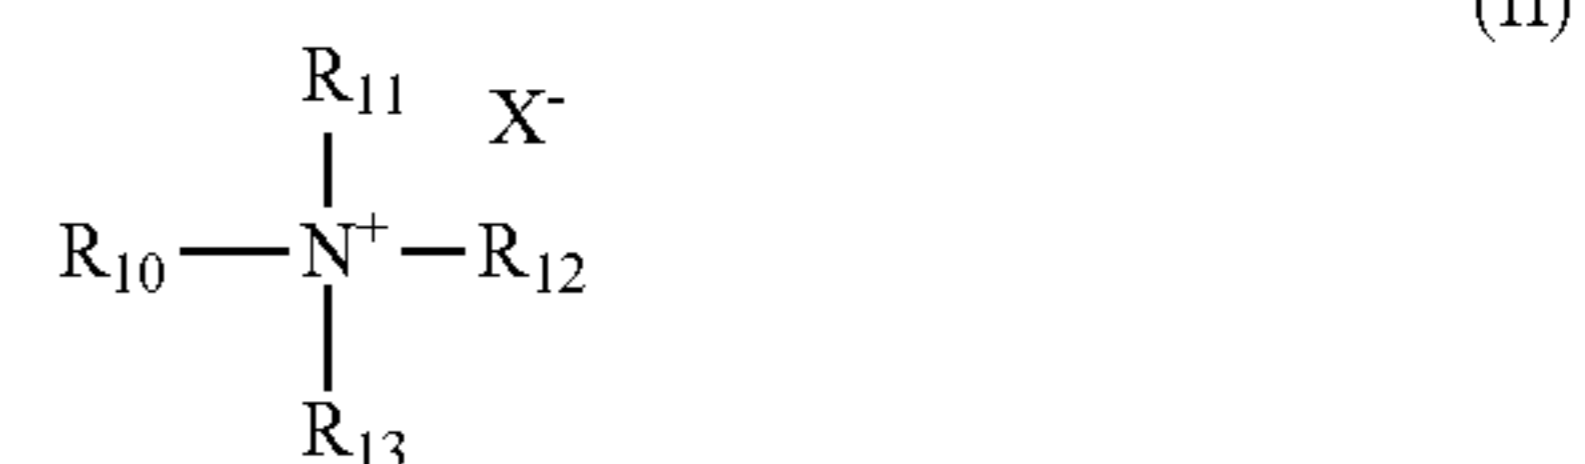 (II)
R₁₁ X⁻
R₁₀ N⁺ R₁₂
R₁₃